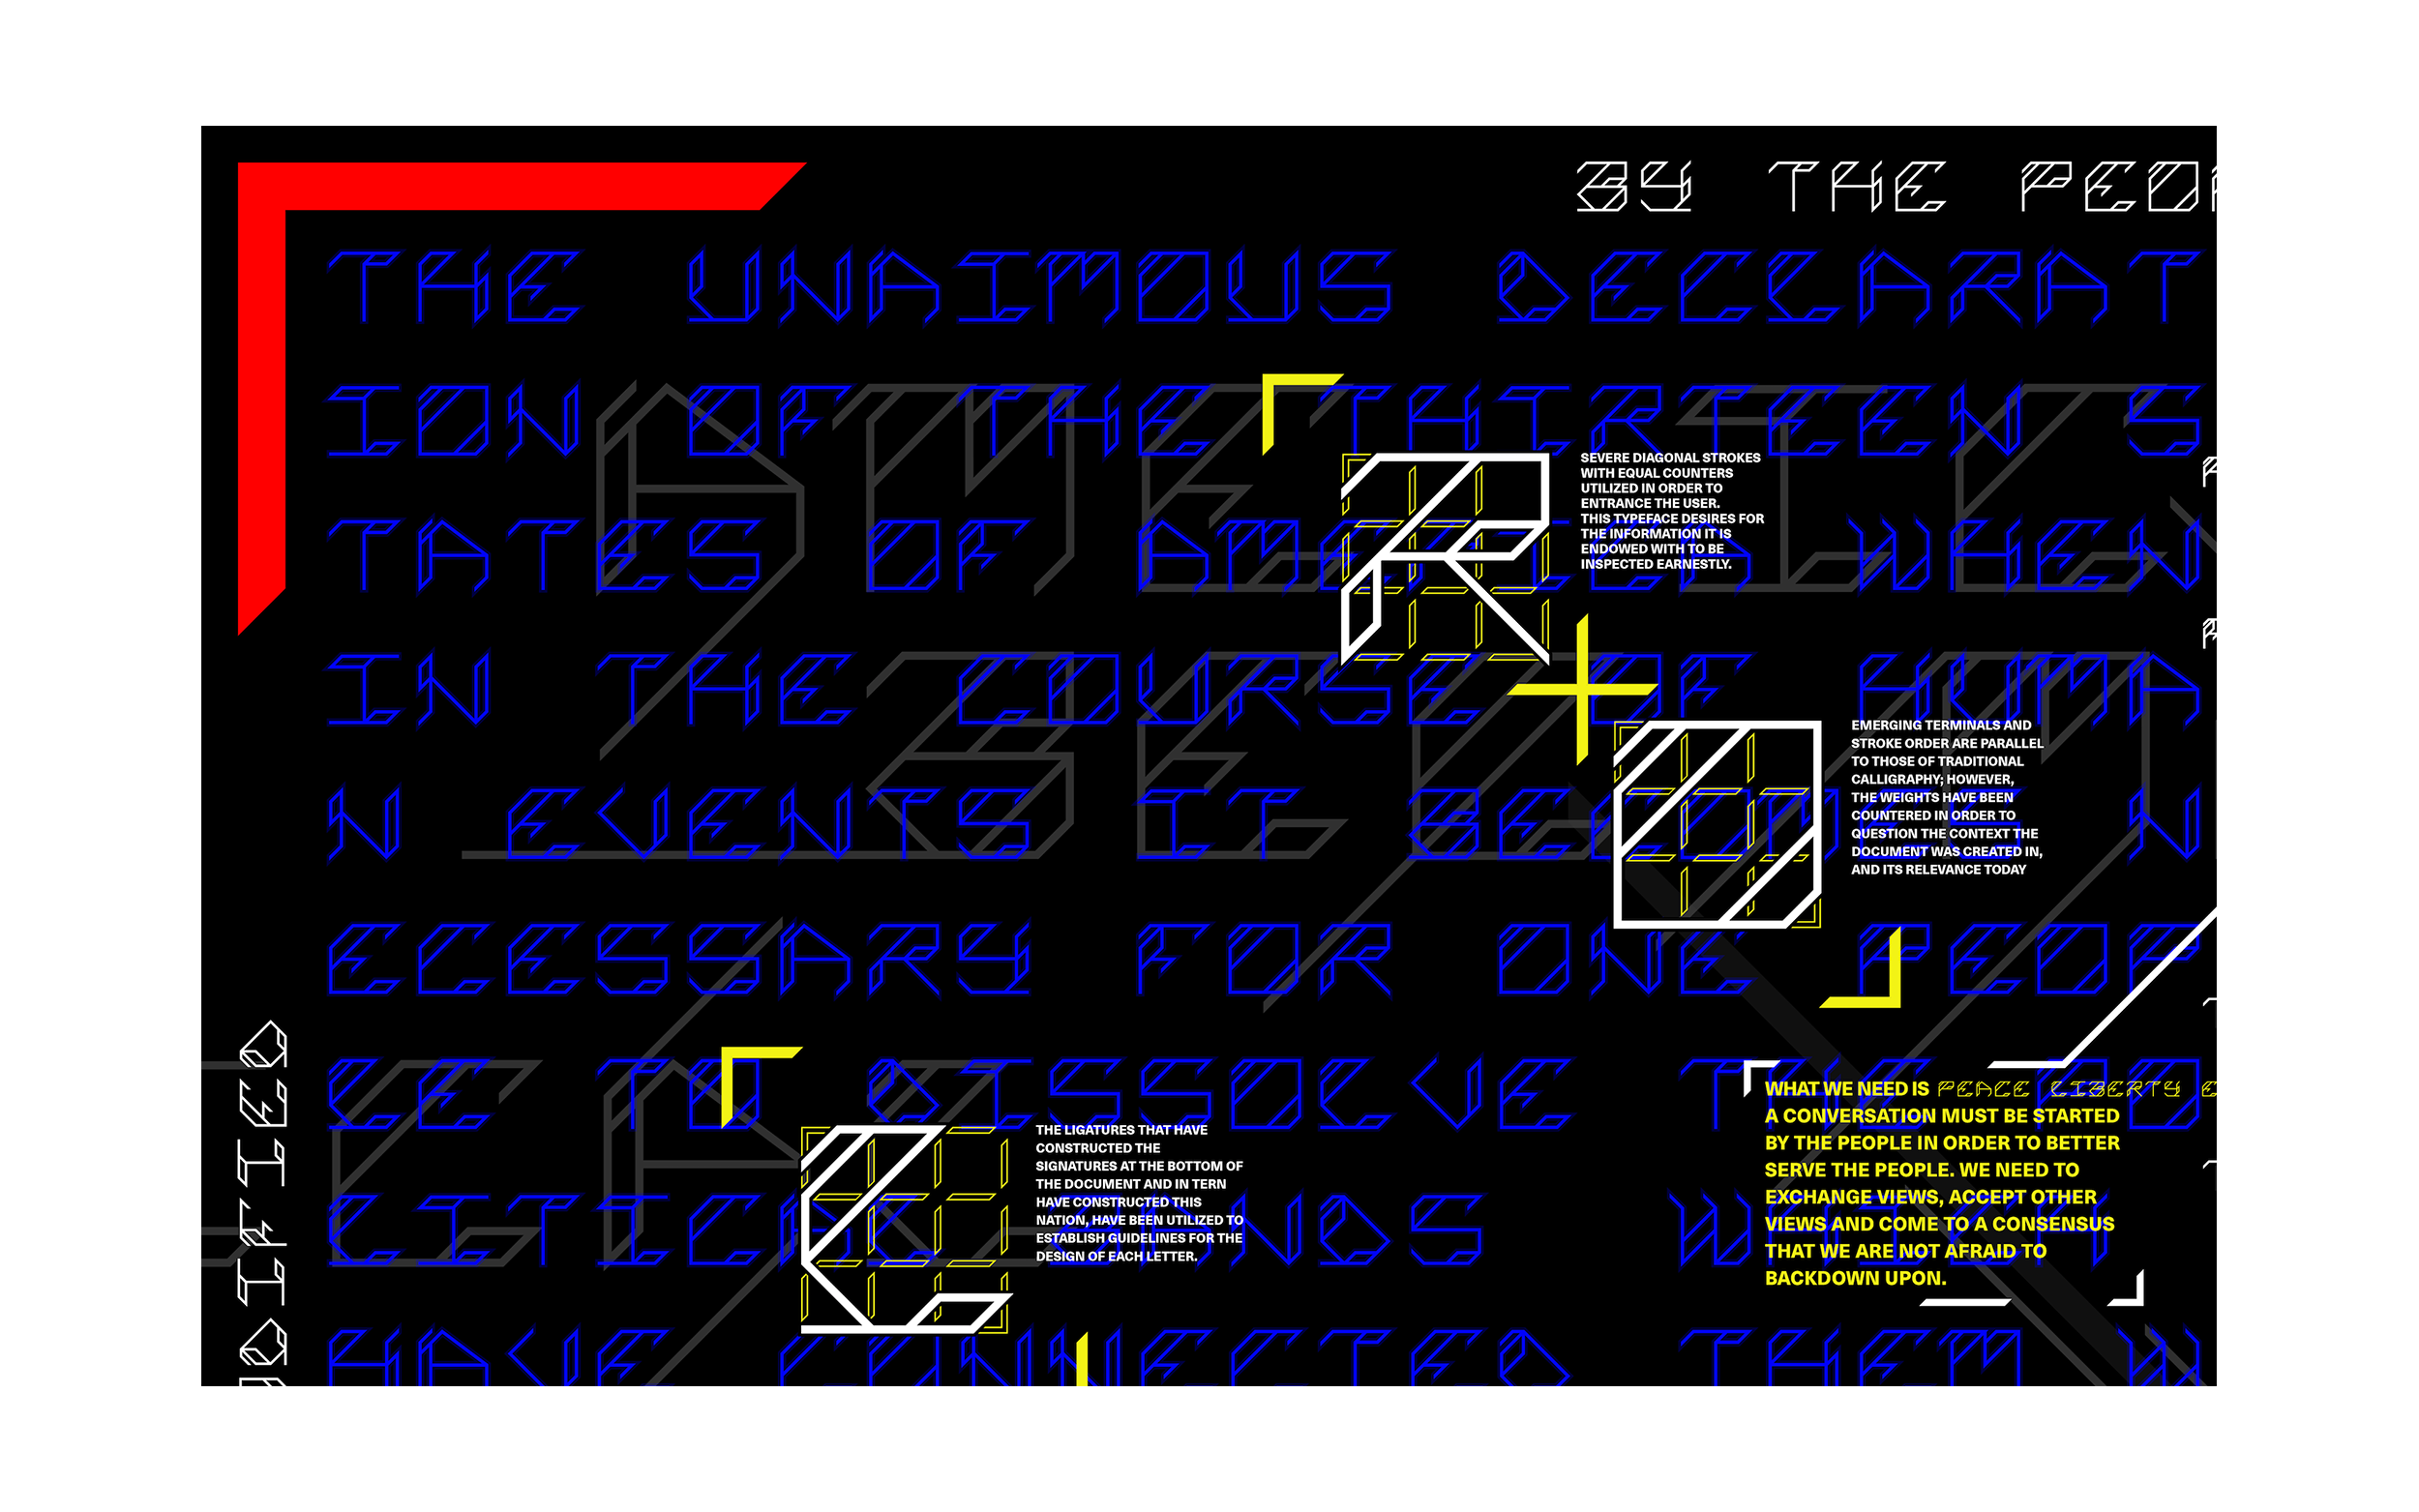 BY THE PEOP
THE UNAIMOUS DECLARAT
ION OF THE THIRTEEN S
TATES OF AMERICA WHEN
IN THE COURSE OF HUMA
N EVENTS IT BECOMES N
ECESSARY FOR ONE PEOP
LE TO DISSOLVE THE PO
LITICAL BANDS WHICH
HAVE CONNECTED THEM W
SEVERE DIAGONAL STROKES
WITH EQUAL COUNTERS
UTILIZED IN ORDER TO
ENTRANCE THE USER.
THIS TYPEFACE DESIRES FOR
THE INFORMATION IT IS
ENDOWED WITH TO BE
INSPECTED EARNESTLY.
R
EMERGING TERMINALS AND
STROKE ORDER ARE PARALLEL
TO THOSE OF TRADITIONAL
CALLIGRAPHY; HOWEVER,
THE WEIGHTS HAVE BEEN
COUNTERED IN ORDER TO
QUESTION THE CONTEXT THE
DOCUMENT WAS CREATED IN,
AND ITS RELEVANCE TODAY
O
THE LIGATURES THAT HAVE
CONSTRUCTED THE
SIGNATURES AT THE BOTTOM OF
THE DOCUMENT AND IN TERN
HAVE CONSTRUCTED THIS
NATION, HAVE BEEN UTILIZED TO
ESTABLISH GUIDELINES FOR THE
DESIGN OF EACH LETTER.
L
WHAT WE NEED IS PEACE LIBERTY E
A CONVERSATION MUST BE STARTED
BY THE PEOPLE IN ORDER TO BETTER
SERVE THE PEOPLE. WE NEED TO
EXCHANGE VIEWS, ACCEPT OTHER
VIEWS AND COME TO A CONSENSUS
THAT WE ARE NOT AFRAID TO
BACKDOWN UPON.
DIFIED